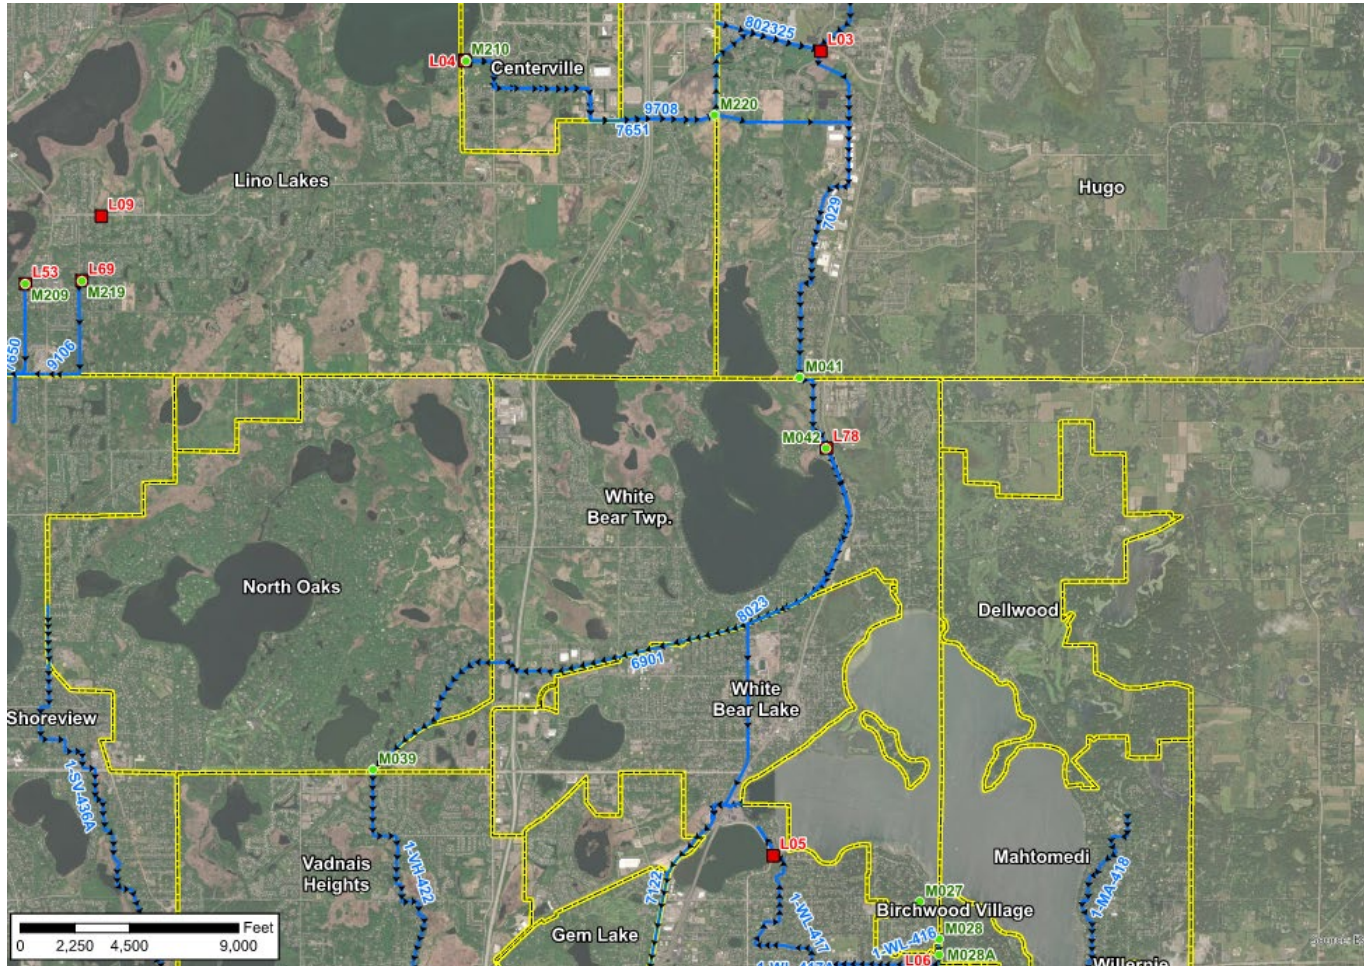 802325
L03
M210
L04
Centerville
9708
M220
7651
Lino Lakes
Hugo
L09
7029
L53
L69
M209
M219
7650
9106
M041
M042
L78
White
Bear Twp.
North Oaks
8023
Dellwood
6901
White
Bear Lake
Shoreview
M039
1-SV-436A
1-VH-422
Vadnais
Heights
L05
Mahtomedi
1-MA-418
7122
M027
Birchwood Village
1-WL-417
Gem Lake
1-WL-416
M028
M028A
L06
Feet
0 2,250 4,500 9,000